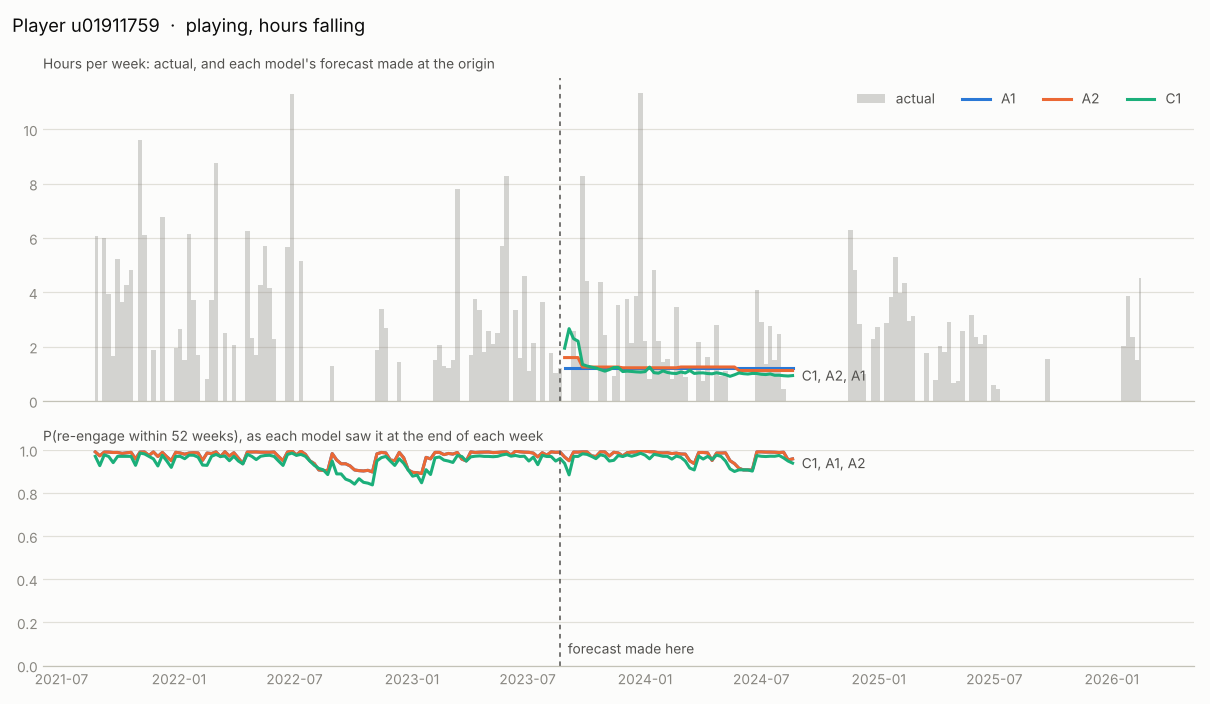 Player u01911759 · playing, hours falling
Hours per week: actual, and each model's forecast made at the origin
actual A1 A2 C1
10
8
6
4
2
0
C1, A2, A1
P(re-engage within 52 weeks), as each model saw it at the end of each week
1.0
C1, A1, A2
0.8
0.6
0.4
0.2
forecast made here
0.0
2021-07 2022-01 2022-07 2023-01 2023-07 2024-01 2024-07 2025-01 2025-07 2026-01